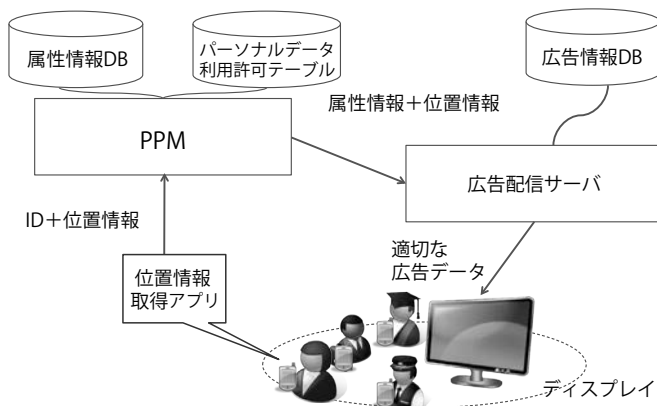 属性情報DB
パーソナルデータ
利用許可テーブル
広告情報DB
属性情報＋位置情報
PPM
広告配信サーバ
ID＋位置情報
適切な
広告データ
位置情報
取得アプリ
ディスプレイ